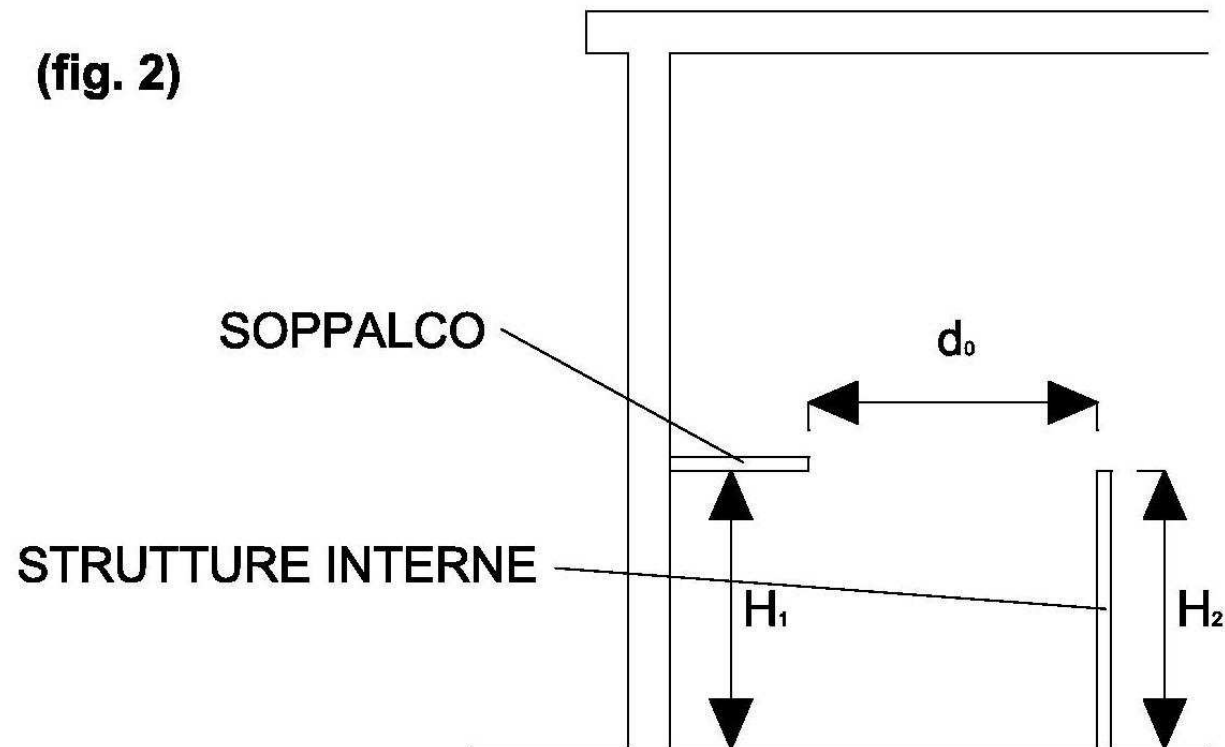 (fig. 2)
SOPPALCO
d₀
STRUTTURE INTERNE
H₁
H₂